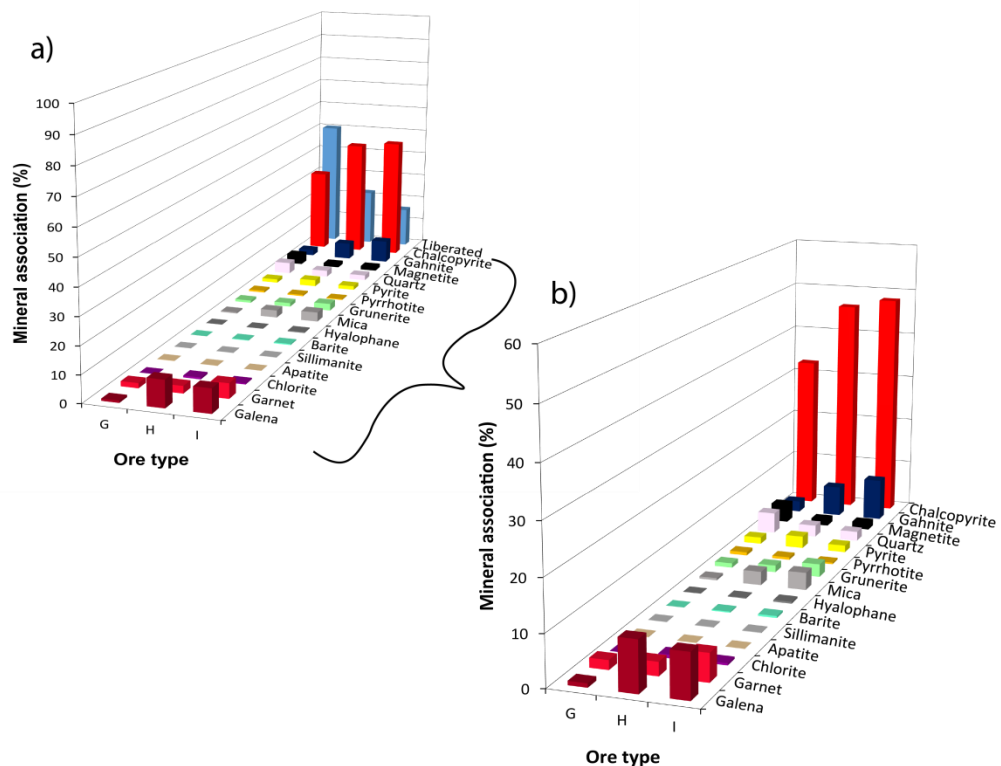 a)
Mineral association (%)
100
90
80
70
60
50
40
30
20
10
0
G H I
Ore type
Liberated
Chalcopyrite
Gahnite
Magnetite
Quartz
Pyrite
Pyrrhotite
Grunerite
Mica
Hyalophane
Barite
Sillimanite
Apatite
Chlorite
Garnet
Galena
b)
Mineral association (%)
60
50
40
30
20
10
0
G H I
Ore type
Chalcopyrite
Gahnite
Magnetite
Quartz
Pyrite
Pyrrhotite
Grunerite
Mica
Hyalophane
Barite
Sillimanite
Apatite
Chlorite
Garnet
Galena